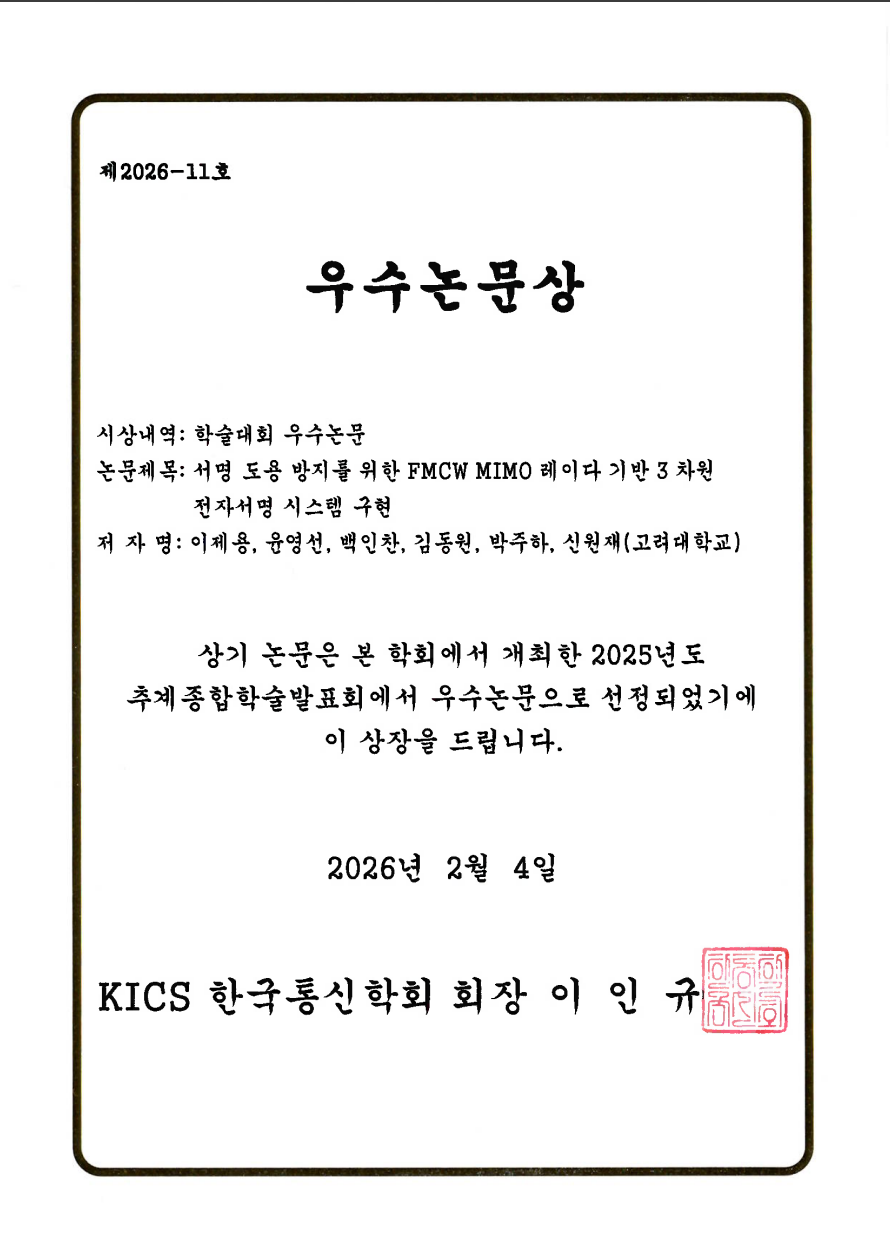 제2026-11호
우수논문상
시상내역: 학술대회 우수논문
논문제목: 서명 도용 방지를 위한 FMCW MIMO 레이다 기반 3차원
전자서명 시스템 구현
저 자 명: 이제용, 윤영선, 백인찬, 김동원, 박주하, 신원재(고려대학교)
상기 논문은 본 학회에서 개최한 2025년도
추계종합학술발표회에서 우수논문으로 선정되었기에
이 상장을 드립니다.
2026년 2월 4일
KICS 한국통신학회 회장 이 인 규